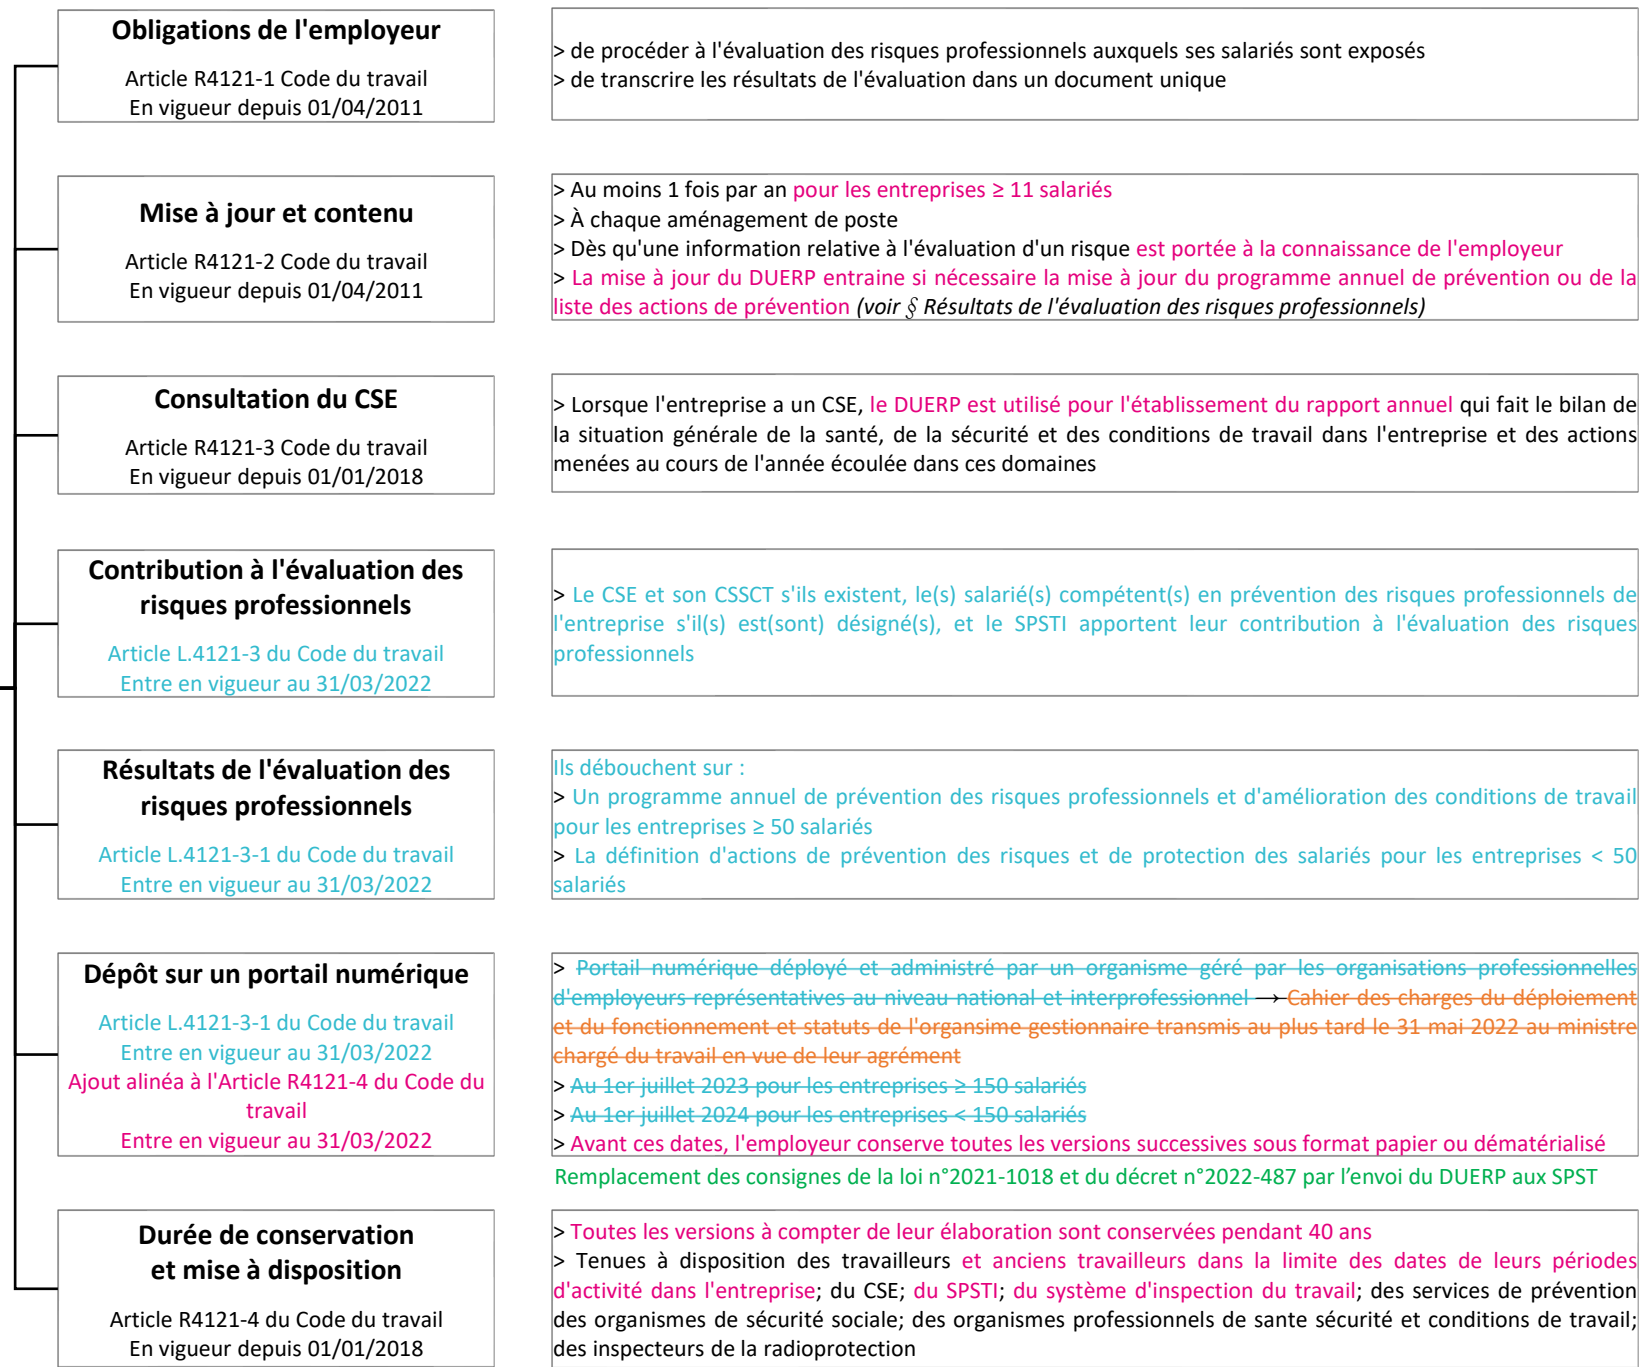 Obligations de l'employeur
Article R4121-1 Code du travail
En vigueur depuis 01/04/2011
> de procéder à l'évaluation des risques professionnels auxquels ses salariés sont exposés
> de transcrire les résultats de l'évaluation dans un document unique
Mise à jour et contenu
Article R4121-2 Code du travail
En vigueur depuis 01/04/2011
> Au moins 1 fois par an pour les entreprises ≥ 11 salariés
> À chaque aménagement de poste
> Dès qu'une information relative à l'évaluation d'un risque est portée à la connaissance de l'employeur
> La mise à jour du DUERP entraine si nécessaire la mise à jour du programme annuel de prévention ou de la
liste des actions de prévention (voir § Résultats de l'évaluation des risques professionnels)
Consultation du CSE
Article R4121-3 Code du travail
En vigueur depuis 01/01/2018
> Lorsque l'entreprise a un CSE, le DUERP est utilisé pour l'établissement du rapport annuel qui fait le bilan de
la situation générale de la santé, de la sécurité et des conditions de travail dans l'entreprise et des actions
menées au cours de l'année écoulée dans ces domaines
Contribution à l'évaluation des
risques professionnels
Article L.4121-3 du Code du travail
Entre en vigueur au 31/03/2022
> Le CSE et son CSSCT s'ils existent, le(s) salarié(s) compétent(s) en prévention des risques professionnels de
l'entreprise s'il(s) est(sont) désigné(s), et le SPSTI apportent leur contribution à l'évaluation des risques
professionnels
Résultats de l'évaluation des
risques professionnels
Article L.4121-3-1 du Code du travail
Entre en vigueur au 31/03/2022
Ils débouchent sur :
> Un programme annuel de prévention des risques professionnels et d'amélioration des conditions de travail
pour les entreprises ≥ 50 salariés
> La définition d'actions de prévention des risques et de protection des salariés pour les entreprises < 50
salariés
Dépôt sur un portail numérique
Article L.4121-3-1 du Code du travail
Entre en vigueur au 31/03/2022
Ajout alinéa à l'Article R4121-4 du Code du
travail
Entre en vigueur au 31/03/2022
> Portail numérique déployé et administré par un organisme géré par les organisations professionnelles
d'employeurs représentatives au niveau national et interprofessionnel → Cahier des charges du déploiement
et du fonctionnement et statuts de l'organsime gestionnaire transmis au plus tard le 31 mai 2022 au ministre
chargé du travail en vue de leur agrément
> Au 1er juillet 2023 pour les entreprises ≥ 150 salariés
> Au 1er juillet 2024 pour les entreprises < 150 salariés
> Avant ces dates, l'employeur conserve toutes les versions successives sous format papier ou dématérialisé
Remplacement des consignes de la loi n°2021-1018 et du décret n°2022-487 par l’envoi du DUERP aux SPST
Durée de conservation
et mise à disposition
Article R4121-4 du Code du travail
En vigueur depuis 01/01/2018
> Toutes les versions à compter de leur élaboration sont conservées pendant 40 ans
> Tenues à disposition des travailleurs et anciens travailleurs dans la limite des dates de leurs périodes
d'activité dans l'entreprise; du CSE; du SPSTI; du système d'inspection du travail; des services de prévention
des organismes de sécurité sociale; des organismes professionnels de sante sécurité et conditions de travail;
des inspecteurs de la radioprotection